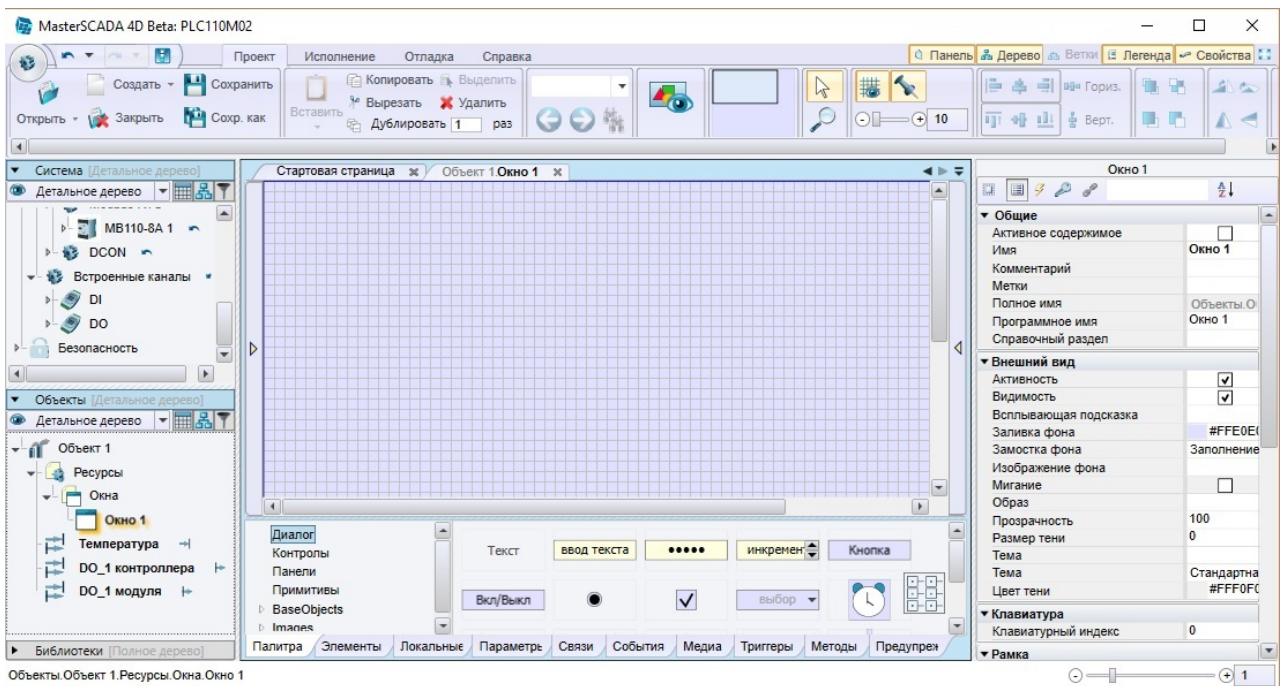 MasterSCADA 4D Beta: PLC110M02
Проект Исполнение Отладка Справка Панель Дерево Ветки Легенда Свойства
Создать Сохранить Копировать Выделить
Открыть Закрыть Сохр. как Вставить Вырезать Удалить
Дублировать 1 раз 10 Гориз. Верт.
Система [Детальное дерево]
Детальное дерево
MB110-8A 1
DCON
Встроенные каналы
DI
DO
Безопасность
Объекты [Детальное дерево]
Детальное дерево
Объект 1
Ресурсы
Окна
Окно 1
Температура
DO_1 контроллера
DO_1 модуля
Библиотеки [Полное дерево]
Стартовая страница Объект 1.Окно 1
Диалог
Контролы
Панели
Примитивы
BaseObjects
Images
Текст ввод текста ●●●●● инкремен Кнопка
Вкл/Выкл выбор
Палитра Элементы Локальные Параметры Связи События Медиа Триггеры Методы Предупреж
Окно 1
Общие
Активное содержимое
Имя Окно 1
Комментарий
Метки
Полное имя Объекты.О
Программное имя Окно 1
Справочный раздел
Внешний вид
Активность
Видимость
Всплывающая подсказка
Заливка фона #FFE0E0
Замостка фона Заполнение
Изображение фона
Мигание
Образ
Прозрачность 100
Размер тени 0
Тема
Тема Стандартна
Цвет тени #FFF0F0
Клавиатура
Клавиатурный индекс 0
Рамка
Объекты.Объект 1.Ресурсы.Окна.Окно 1 1